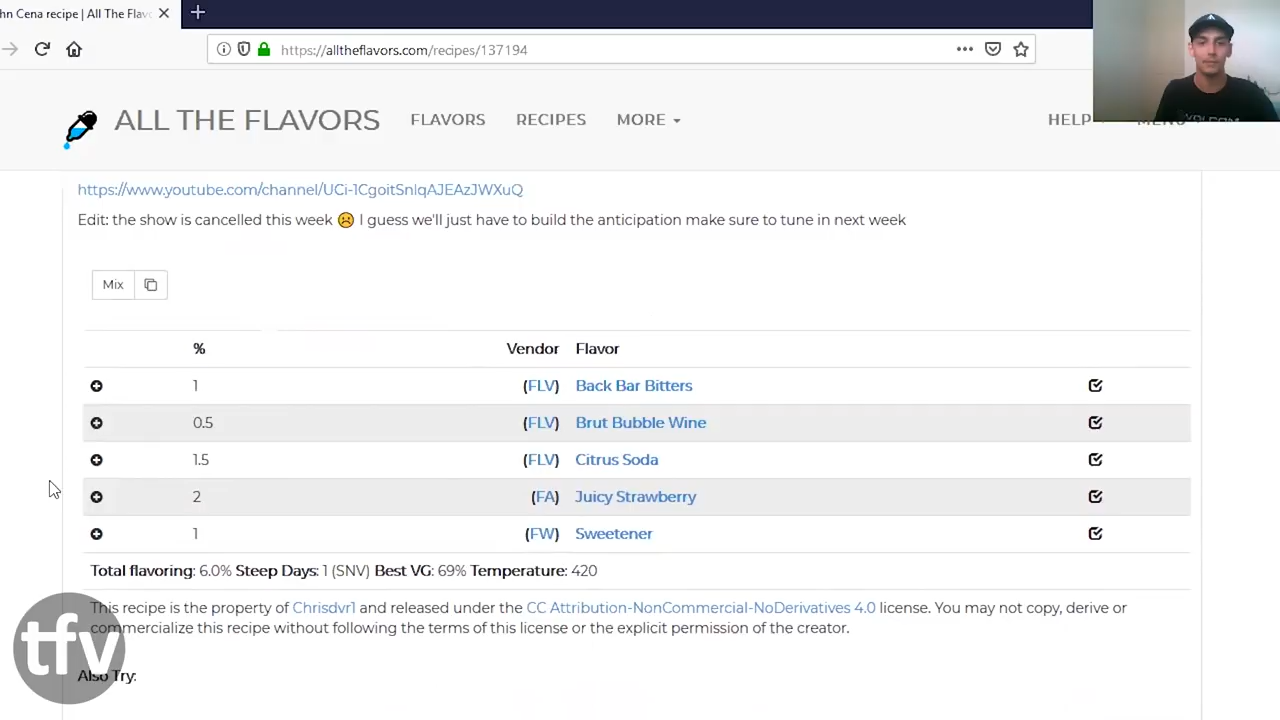 hn Cena recipe | All The Flav
https://alltheflavors.com/recipes/137194
ALL THE FLAVORS FLAVORS RECIPES MORE HELP MENU
VOLCOM
https://www.youtube.com/channel/UCi-1CgoitSnlqAJEAzJWXuQ
Edit: the show is cancelled this week ☹️ I guess we'll just have to build the anticipation make sure to tune in next week
Mix
% Vendor Flavor
1 (FLV) Back Bar Bitters
0.5 (FLV) Brut Bubble Wine
1.5 (FLV) Citrus Soda
2 (FA) Juicy Strawberry
1 (FW) Sweetener
Total flavoring: 6.0% Steep Days: 1 (SNV) Best VG: 69% Temperature: 420
This recipe is the property of Chrisdvr1 and released under the CC Attribution-NonCommercial-NoDerivatives 4.0 license. You may not copy, derive or
commercialize this recipe without following the terms of this license or the explicit permission of the creator.
tfv
Also Try: